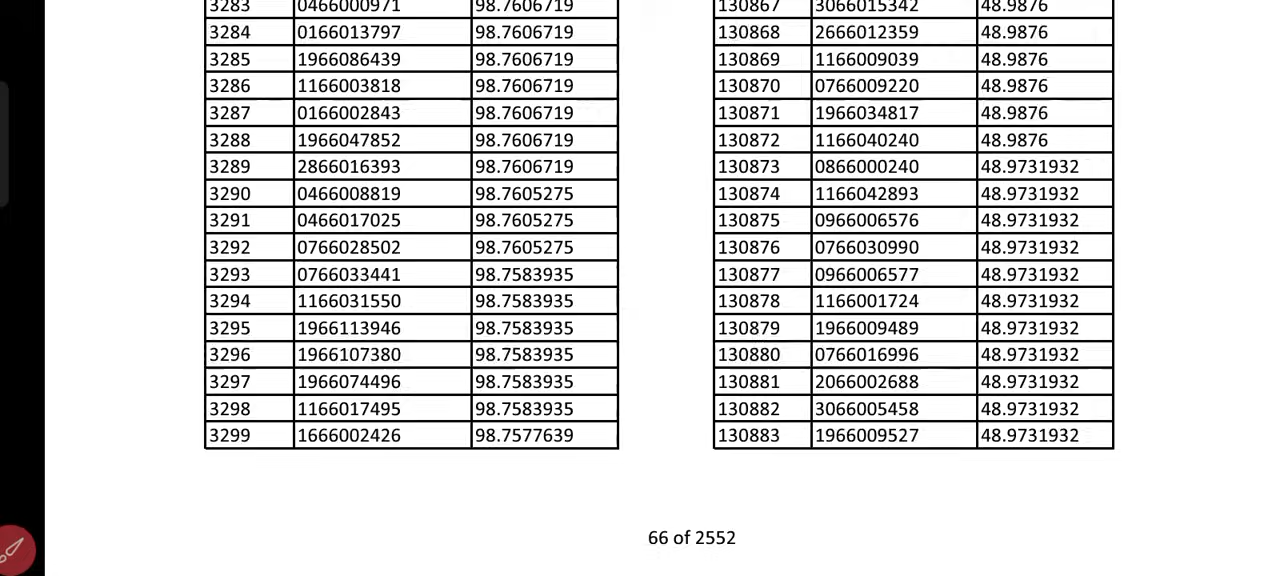 3283 0466000971 98.7606719 130867 3066015342 48.9876
3284 0166013797 98.7606719 130868 2666012359 48.9876
3285 1966086439 98.7606719 130869 1166009039 48.9876
3286 1166003818 98.7606719 130870 0766009220 48.9876
3287 0166002843 98.7606719 130871 1966034817 48.9876
3288 1966047852 98.7606719 130872 1166040240 48.9876
3289 2866016393 98.7606719 130873 0866000240 48.9731932
3290 0466008819 98.7605275 130874 1166042893 48.9731932
3291 0466017025 98.7605275 130875 0966006576 48.9731932
3292 0766028502 98.7605275 130876 0766030990 48.9731932
3293 0766033441 98.7583935 130877 0966006577 48.9731932
3294 1166031550 98.7583935 130878 1166001724 48.9731932
3295 1966113946 98.7583935 130879 1966009489 48.9731932
3296 1966107380 98.7583935 130880 0766016996 48.9731932
3297 1966074496 98.7583935 130881 2066002688 48.9731932
3298 1166017495 98.7583935 130882 3066005458 48.9731932
3299 1666002426 98.7577639 130883 1966009527 48.9731932
66 of 2552